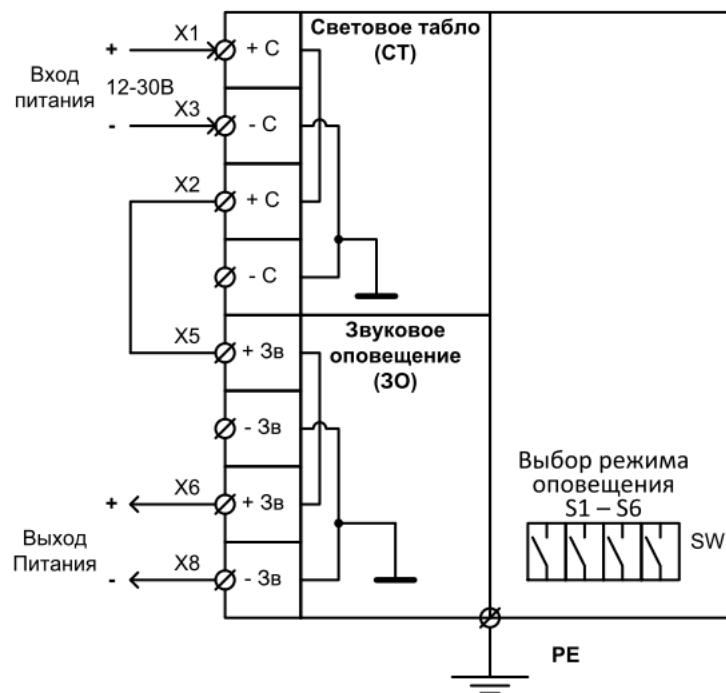 X1
+ С
Световое табло
(СТ)
+
Вход
питания
12-30В
X3
-
- С
X2
+ С
- С
X5
+ Зв
Звуковое
оповещение
(ЗО)
- Зв
X6
+
+ Зв
Выход
Питания
X8
-
- Зв
Выбор режима
оповещения
S1 – S6
SW
PE